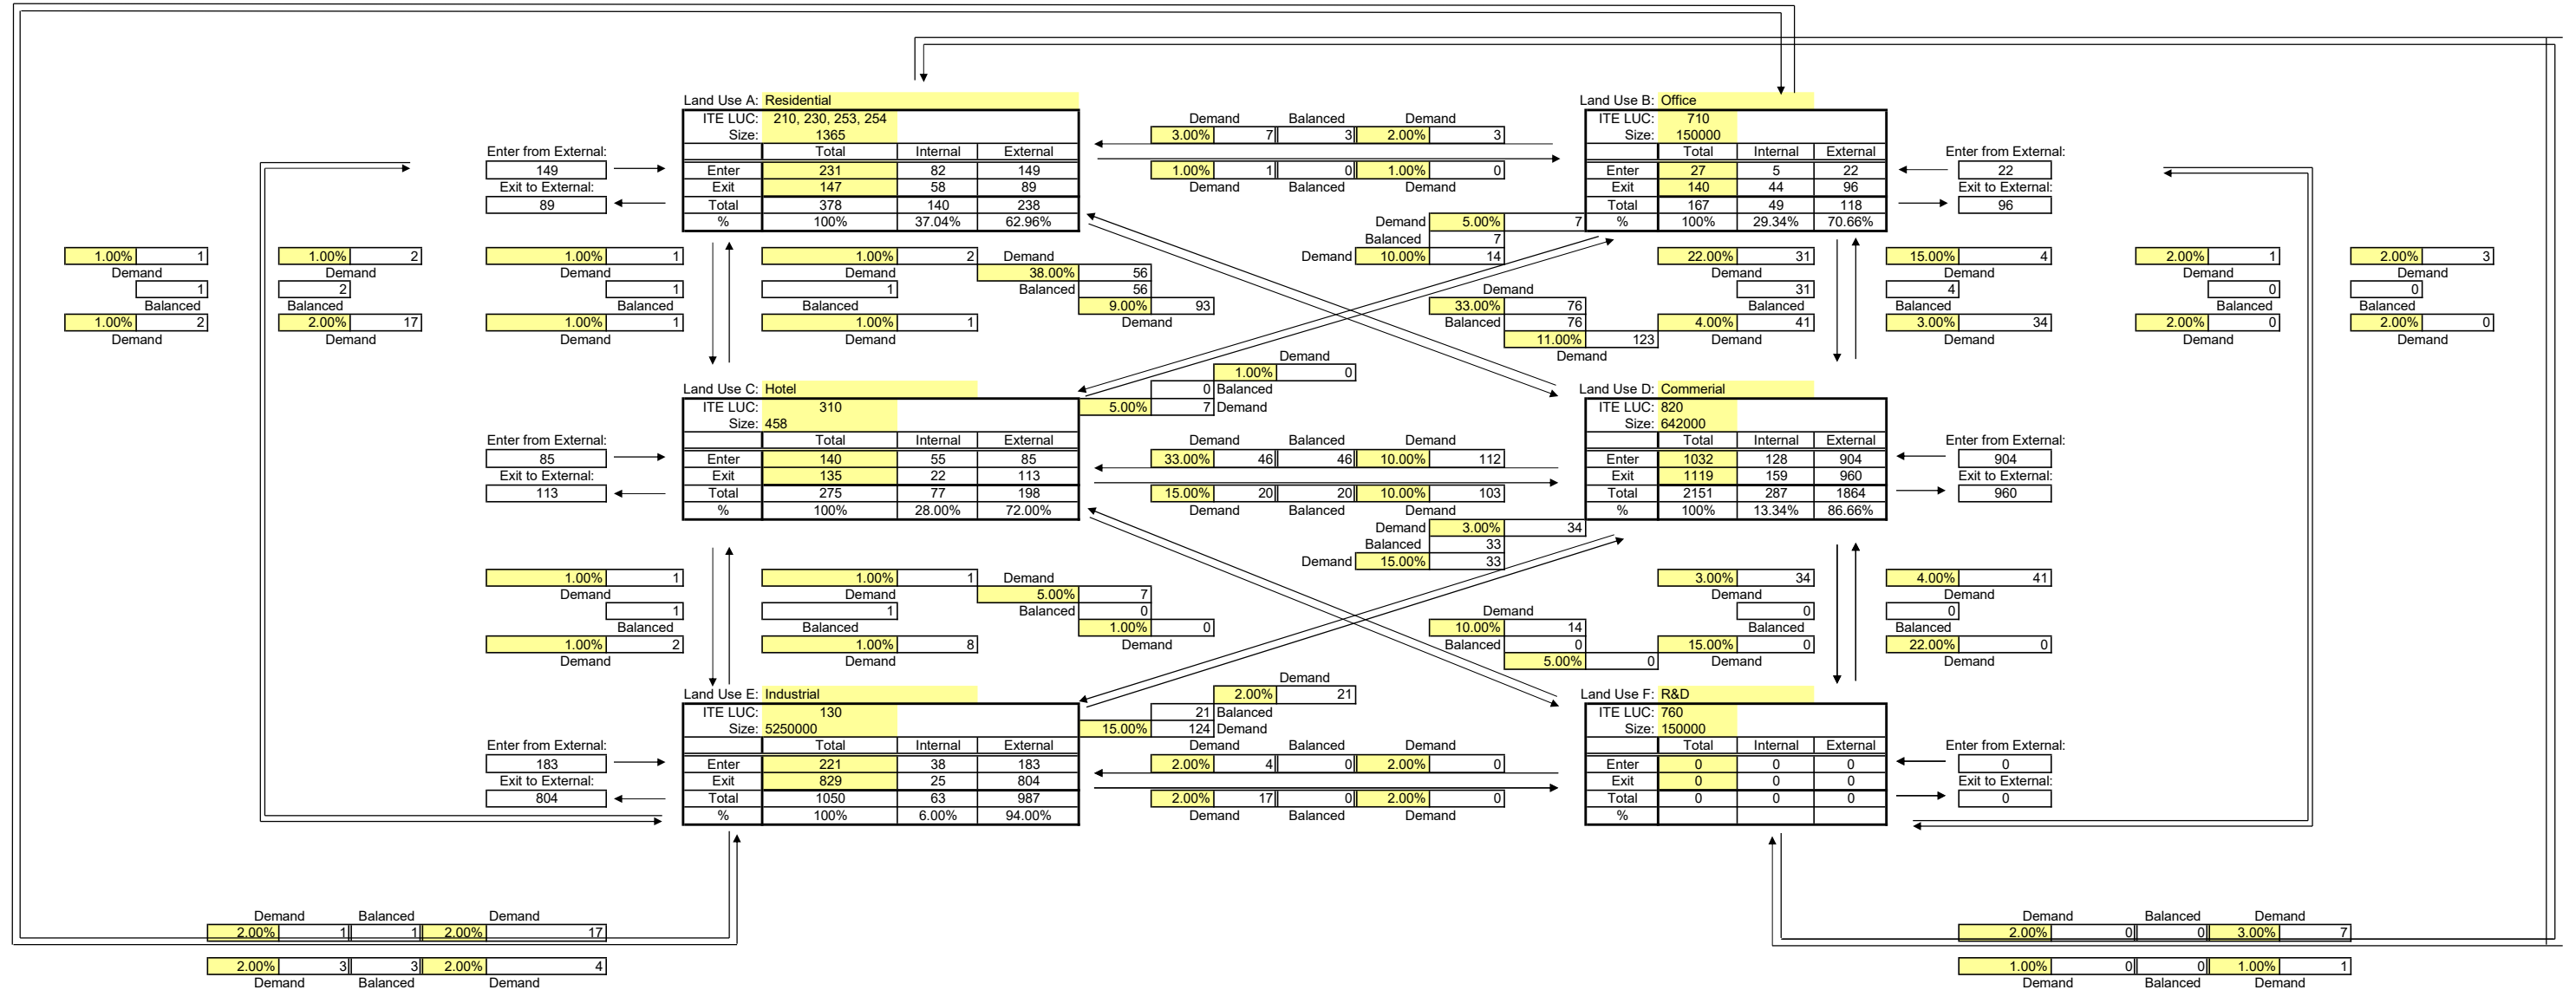 Land Use A: Residential
Land Use B: Office
ITE LUC: 210, 230, 253, 254
Size: 1365
Total Internal External
Enter 231 82 149
Exit 147 58 89
Total 378 140 238
% 100% 37.04% 62.96%
Enter from External:
149
Exit to External:
89
Demand Balanced Demand
3.00% 7 3 2.00% 3
1.00% 1 0 1.00% 0
Demand Balanced Demand
ITE LUC: 710
Size: 150000
Total Internal External
Enter 27 5 22
Exit 140 44 96
Total 167 49 118
% 100% 29.34% 70.66%
Enter from External:
22
Exit to External:
96
Demand 5.00% 7
Balanced 7
Demand 10.00% 14
1.00% 1
Demand
1
Balanced
1.00% 2
Demand
1.00% 2
Demand
2
Balanced
2.00% 17
Demand
1.00% 1
Demand
1
Balanced
1.00% 1
Demand
1.00% 2
Demand
1
Balanced
1.00% 1
Demand
Demand
38.00% 56
Balanced 56
9.00% 93
Demand
Demand
33.00% 76
Balanced 76
11.00% 123
Demand
22.00% 31
Demand
31
Balanced
4.00% 41
Demand
15.00% 4
Demand
4
Balanced
3.00% 34
Demand
2.00% 1
Demand
0
Balanced
2.00% 0
Demand
2.00% 3
Demand
0
Balanced
2.00% 0
Demand
Demand
1.00% 0
0 Balanced
5.00% 7 Demand
Land Use C: Hotel
ITE LUC: 310
Size: 458
Total Internal External
Enter 140 55 85
Exit 135 22 113
Total 275 77 198
% 100% 28.00% 72.00%
Enter from External:
85
Exit to External:
113
Demand Balanced Demand
33.00% 46 46 10.00% 112
15.00% 20 20 10.00% 103
Demand Balanced Demand
Land Use D: Commerial
ITE LUC: 820
Size: 642000
Total Internal External
Enter 1032 128 904
Exit 1119 159 960
Total 2151 287 1864
% 100% 13.34% 86.66%
Enter from External:
904
Exit to External:
960
Demand 3.00% 34
Balanced 33
Demand 15.00% 33
1.00% 1
Demand
1
Balanced
1.00% 2
Demand
1.00% 1
Demand
1
Balanced
1.00% 8
Demand
Demand
5.00% 7
Balanced 0
1.00% 0
Demand
Demand
10.00% 14
Balanced 0
5.00% 0
3.00% 34
Demand
0
Balanced
15.00% 0
Demand
4.00% 41
Demand
0
Balanced
22.00% 0
Demand
Demand
2.00% 21
21 Balanced
15.00% 124 Demand
Land Use E: Industrial
ITE LUC: 130
Size: 5250000
Total Internal External
Enter 221 38 183
Exit 829 25 804
Total 1050 63 987
% 100% 6.00% 94.00%
Enter from External:
183
Exit to External:
804
Demand Balanced Demand
2.00% 4 0 2.00% 0
2.00% 17 0 2.00% 0
Demand Balanced Demand
Land Use F: R&D
ITE LUC: 760
Size: 150000
Total Internal External
Enter 0 0 0
Exit 0 0 0
Total 0 0 0
%
Enter from External:
0
Exit to External:
0
Demand Balanced Demand
2.00% 1 1 2.00% 17
2.00% 3 3 2.00% 4
Demand Balanced Demand
Demand Balanced Demand
2.00% 0 0 3.00% 7
1.00% 0 0 1.00% 1
Demand Balanced Demand